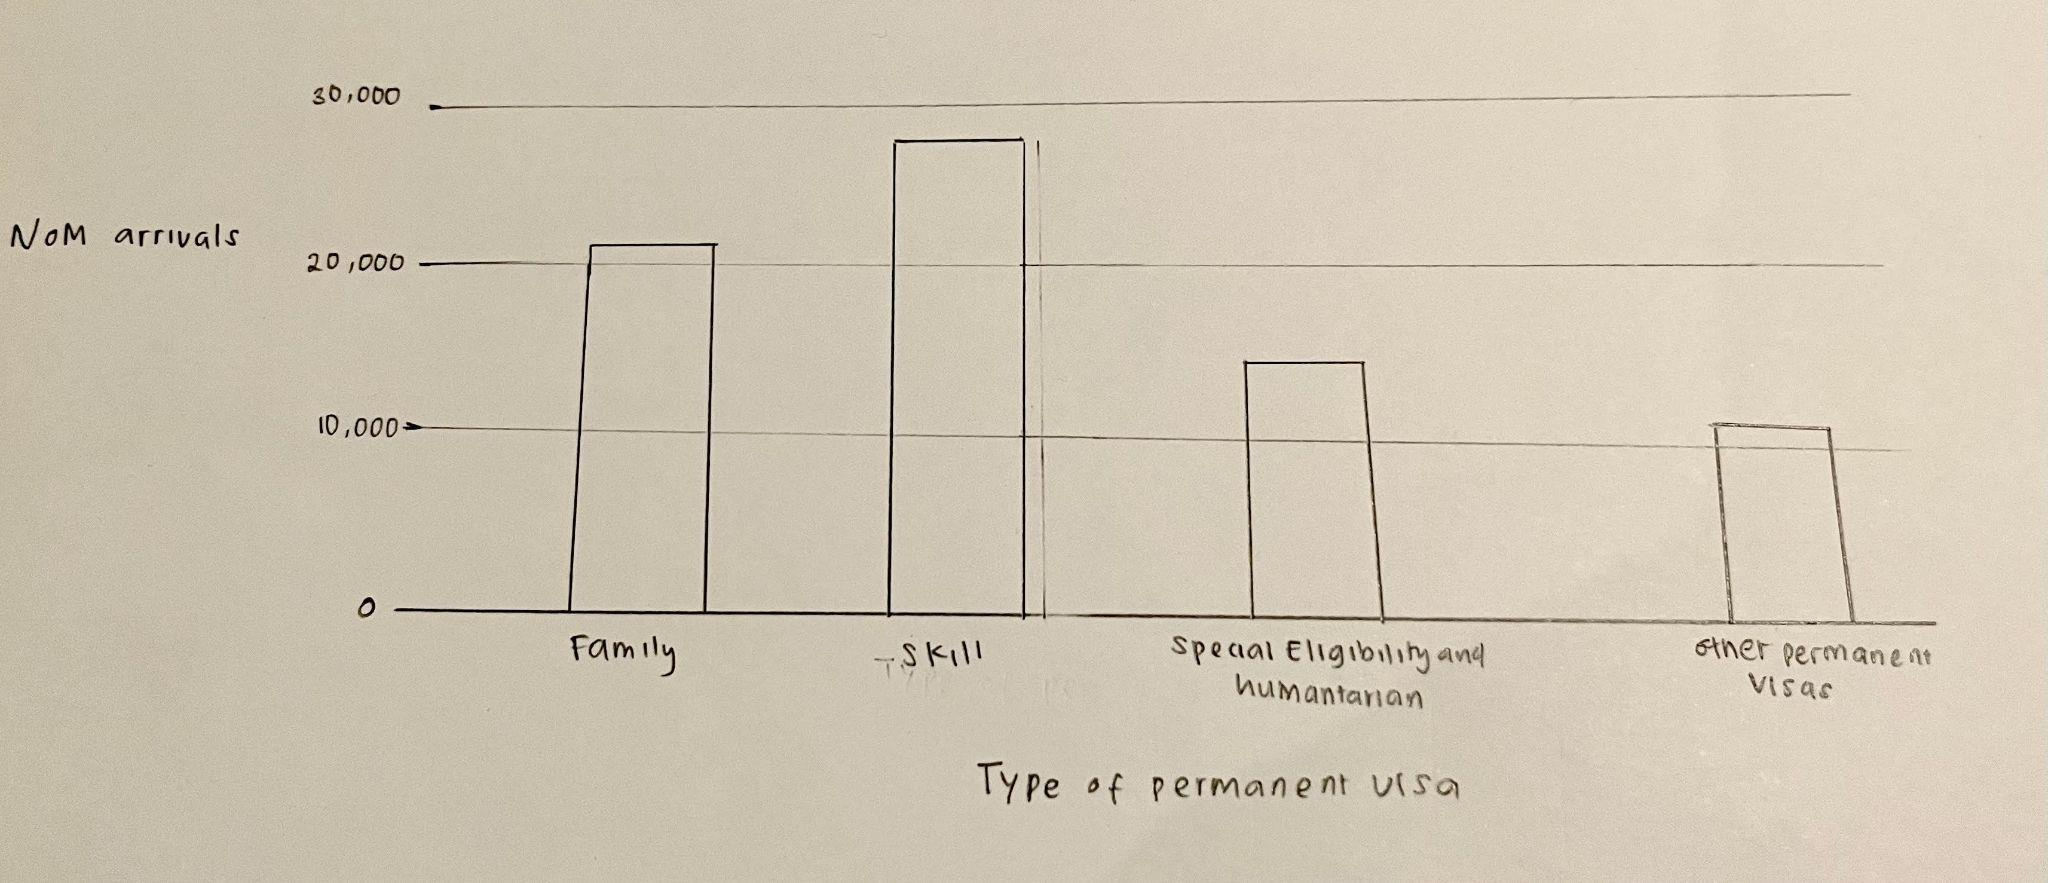 30,000
NOM arrivals
20,000
10,000
0
Family
Skill
Special Eligibility and
humantarian
other permanent
visas
Type of permanent visa